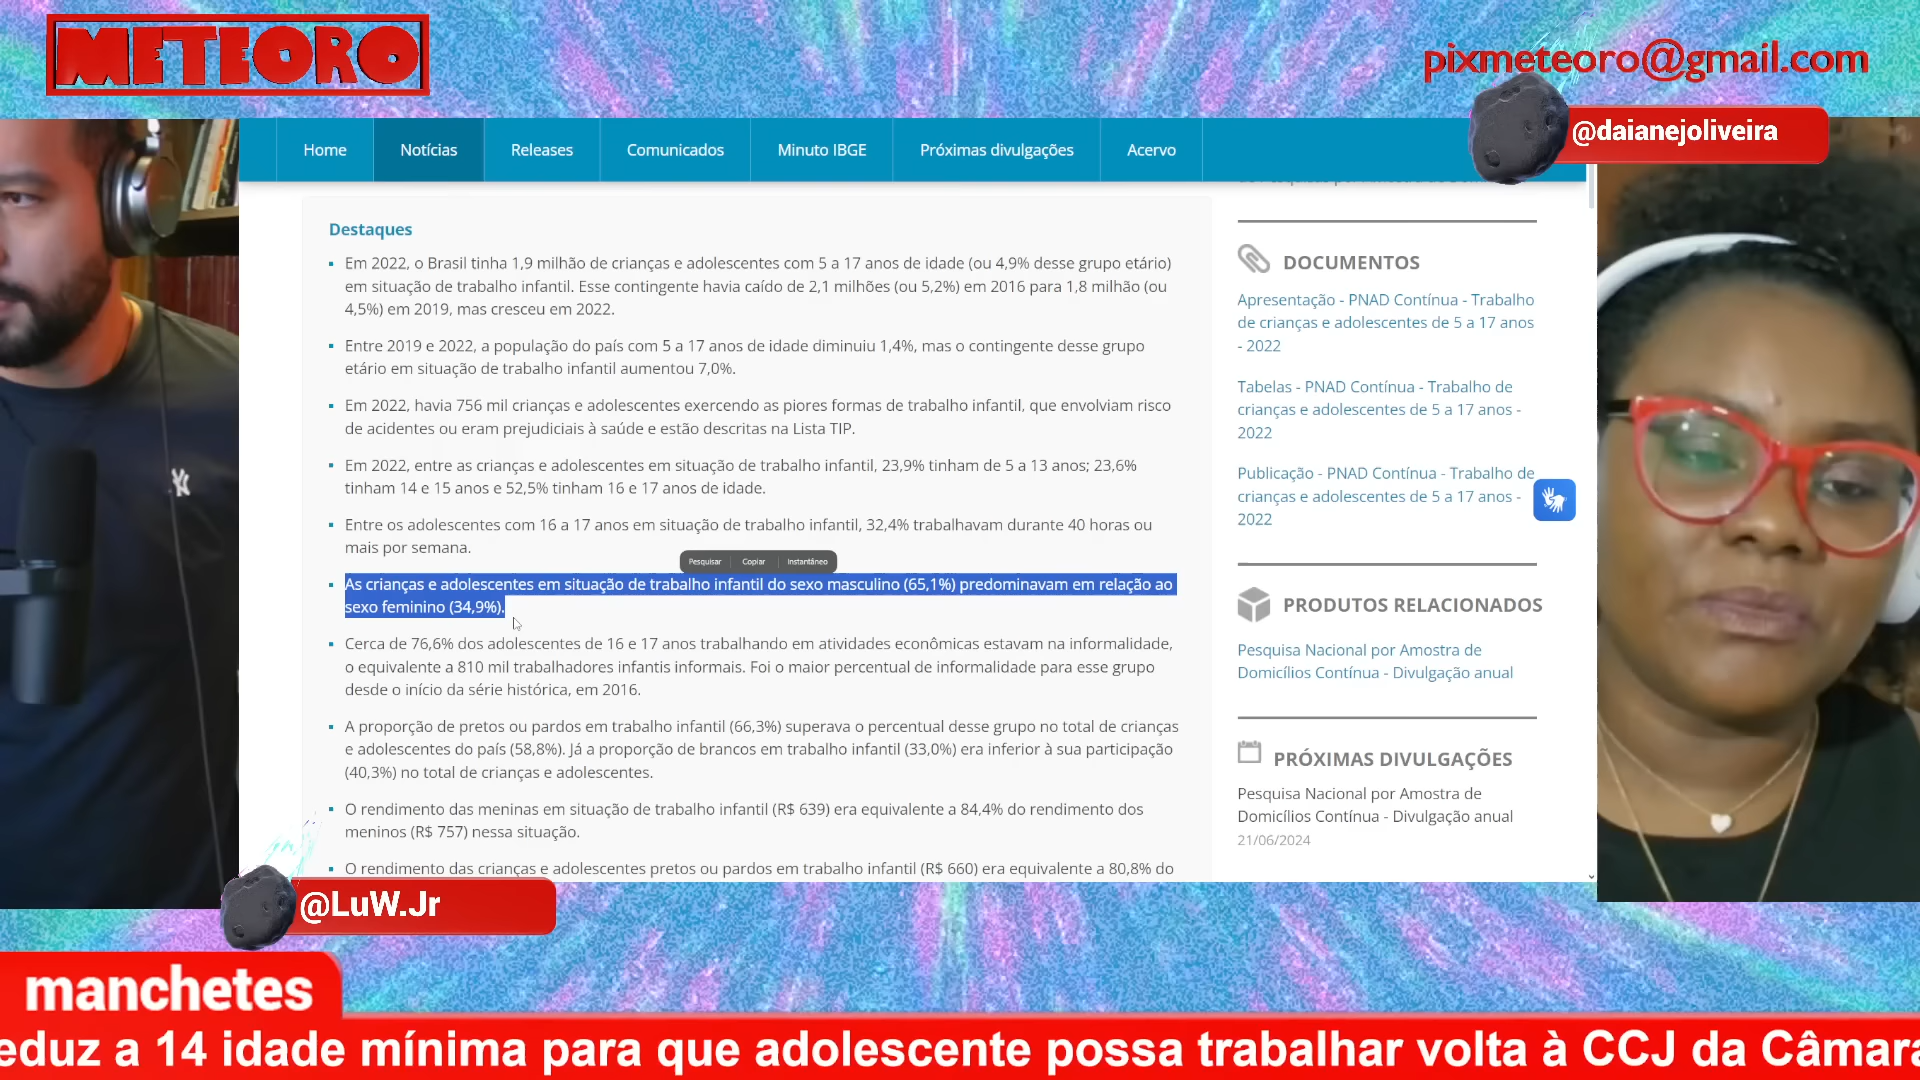 METEORO
pixmeteoro@gmail.com
@daianejoliveira
Home
Notícias
Releases
Comunicados
Minuto IBGE
Próximas divulgações
Acervo
Destaques
Em 2022, o Brasil tinha 1,9 milhão de crianças e adolescentes com 5 a 17 anos de idade (ou 4,9% desse grupo etário)
em situação de trabalho infantil. Esse contingente havia caído de 2,1 milhões (ou 5,2%) em 2016 para 1,8 milhão (ou
4,5%) em 2019, mas cresceu em 2022.
Entre 2019 e 2022, a população do país com 5 a 17 anos de idade diminuiu 1,4%, mas o contingente desse grupo
etário em situação de trabalho infantil aumentou 7,0%.
Em 2022, havia 756 mil crianças e adolescentes exercendo as piores formas de trabalho infantil, que envolviam risco
de acidentes ou eram prejudiciais à saúde e estão descritas na Lista TIP.
Em 2022, entre as crianças e adolescentes em situação de trabalho infantil, 23,9% tinham de 5 a 13 anos; 23,6%
tinham 14 e 15 anos e 52,5% tinham 16 e 17 anos de idade.
Entre os adolescentes com 16 a 17 anos em situação de trabalho infantil, 32,4% trabalhavam durante 40 horas ou
mais por semana.
Pesquisar Copiar Instantâneo
As crianças e adolescentes em situação de trabalho infantil do sexo masculino (65,1%) predominavam em relação ao
sexo feminino (34,9%).
Cerca de 76,6% dos adolescentes de 16 e 17 anos trabalhando em atividades econômicas estavam na informalidade,
o equivalente a 810 mil trabalhadores infantis informais. Foi o maior percentual de informalidade para esse grupo
desde o início da série histórica, em 2016.
A proporção de pretos ou pardos em trabalho infantil (66,3%) superava o percentual desse grupo no total de crianças
e adolescentes do país (58,8%). Já a proporção de brancos em trabalho infantil (33,0%) era inferior à sua participação
(40,3%) no total de crianças e adolescentes.
O rendimento das meninas em situação de trabalho infantil (R$ 639) era equivalente a 84,4% do rendimento dos
meninos (R$ 757) nessa situação.
O rendimento das crianças e adolescentes pretos ou pardos em trabalho infantil (R$ 660) era equivalente a 80,8% do
DOCUMENTOS
Apresentação - PNAD Contínua - Trabalho
de crianças e adolescentes de 5 a 17 anos
- 2022
Tabelas - PNAD Contínua - Trabalho de
crianças e adolescentes de 5 a 17 anos -
2022
Publicação - PNAD Contínua - Trabalho de
crianças e adolescentes de 5 a 17 anos -
2022
PRODUTOS RELACIONADOS
Pesquisa Nacional por Amostra de
Domicílios Contínua - Divulgação anual
PRÓXIMAS DIVULGAÇÕES
Pesquisa Nacional por Amostra de
Domicílios Contínua - Divulgação anual
21/06/2024
@LuW.Jr
manchetes
eduz a 14 idade mínima para que adolescente possa trabalhar volta à CCJ da Câmara